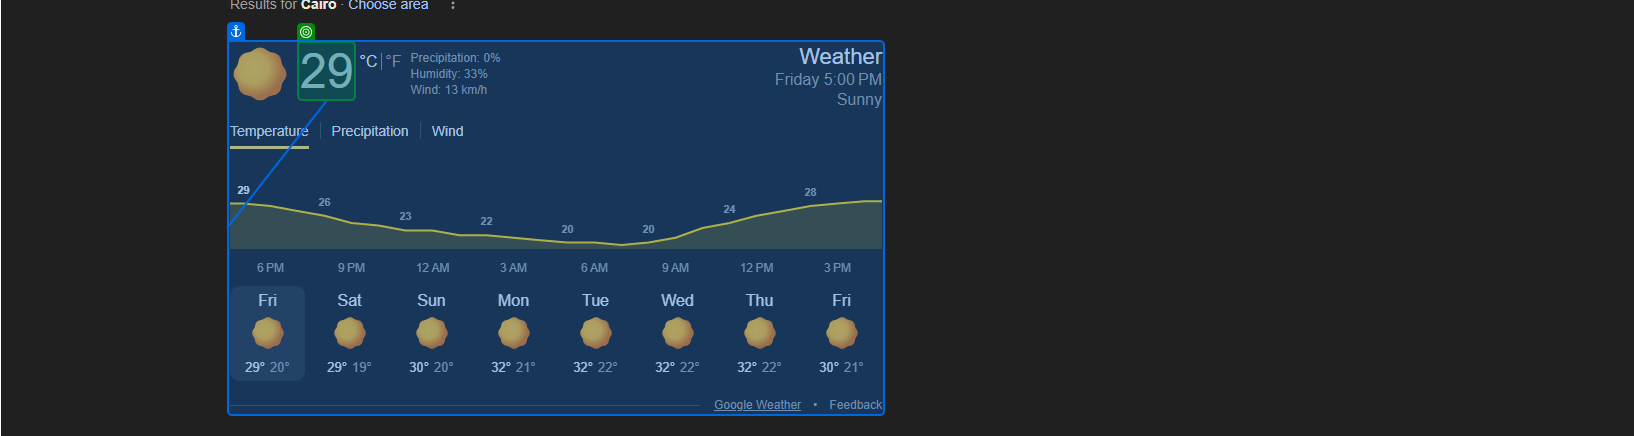 Results for Cairo · Choose area
29 °C | °F
Precipitation: 0%
Humidity: 33%
Wind: 13 km/h
Weather
Friday 5:00 PM
Sunny
Temperature | Precipitation | Wind
29 26 23 22 20 20 24 28
6 PM 9 PM 12 AM 3 AM 6 AM 9 AM 12 PM 3 PM
Fri Sat Sun Mon Tue Wed Thu Fri
29° 20° 29° 19° 30° 20° 32° 21° 32° 22° 32° 22° 32° 22° 30° 21°
Google Weather • Feedback